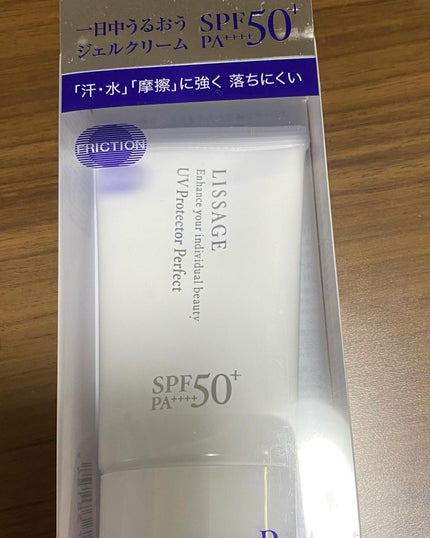 一日中うるおう
ジェルクリーム
SPF50+
PA++++
「汗・水」「摩擦」に強く 落ちにくい
FRICTION
LISSAGE
Enhance your individual beauty
UV Protector Perfect
SPF50+
PA++++